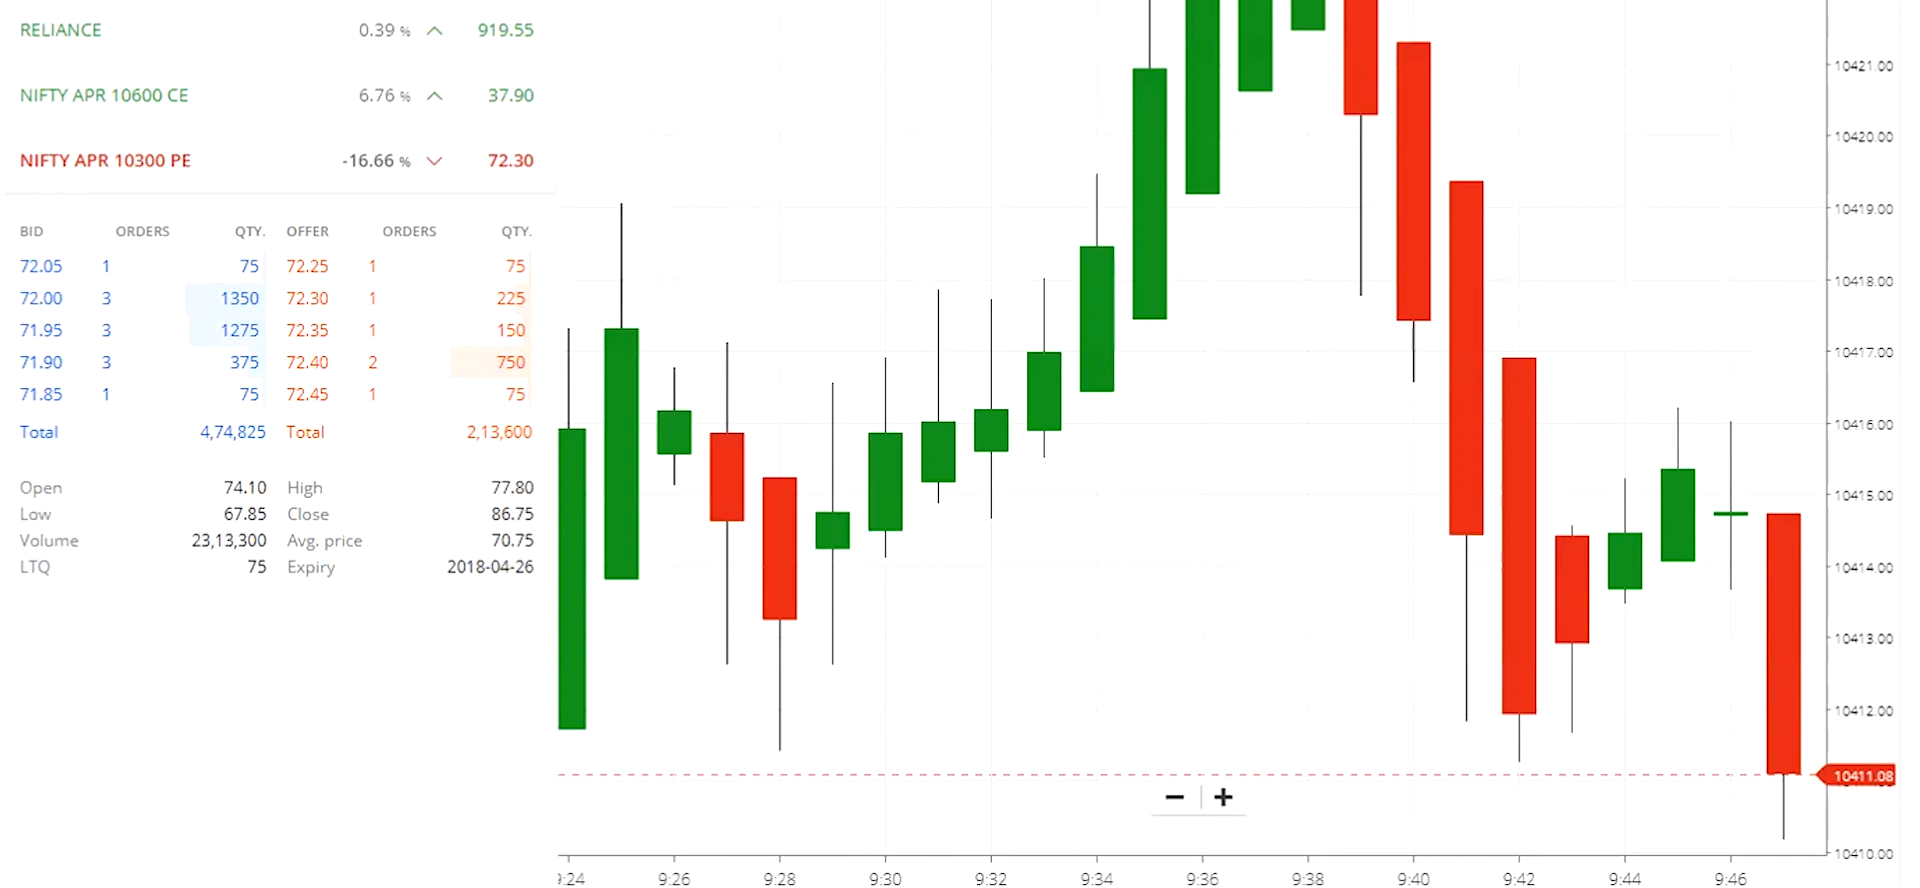 RELIANCE 0.39 % 919.55
NIFTY APR 10600 CE 6.76 % 37.90
NIFTY APR 10300 PE -16.66 % 72.30
BID ORDERS QTY. OFFER ORDERS QTY.
72.05 1 75 72.25 1 75
72.00 3 1350 72.30 1 225
71.95 3 1275 72.35 1 150
71.90 3 375 72.40 2 750
71.85 1 75 72.45 1 75
Total 4,74,825 Total 2,13,600
Open 74.10 High 77.80
Low 67.85 Close 86.75
Volume 23,13,300 Avg. price 70.75
LTQ 75 Expiry 2018-04-26
10421.00
10420.00
10419.00
10418.00
10417.00
10416.00
10415.00
10414.00
10413.00
10412.00
10411.08
10410.00
− +
9:24 9:26 9:28 9:30 9:32 9:34 9:36 9:38 9:40 9:42 9:44 9:46